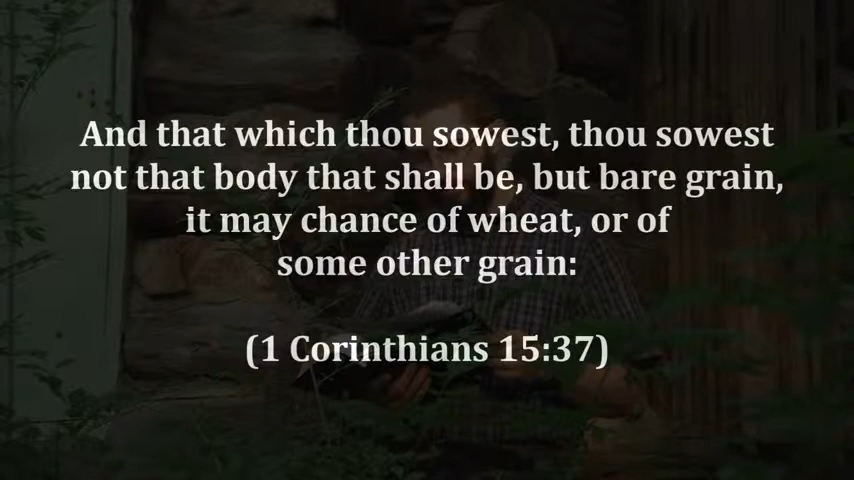 And that which thou sowest, thou sowest
not that body that shall be, but bare grain,
it may chance of wheat, or of
some other grain:
(1 Corinthians 15:37)